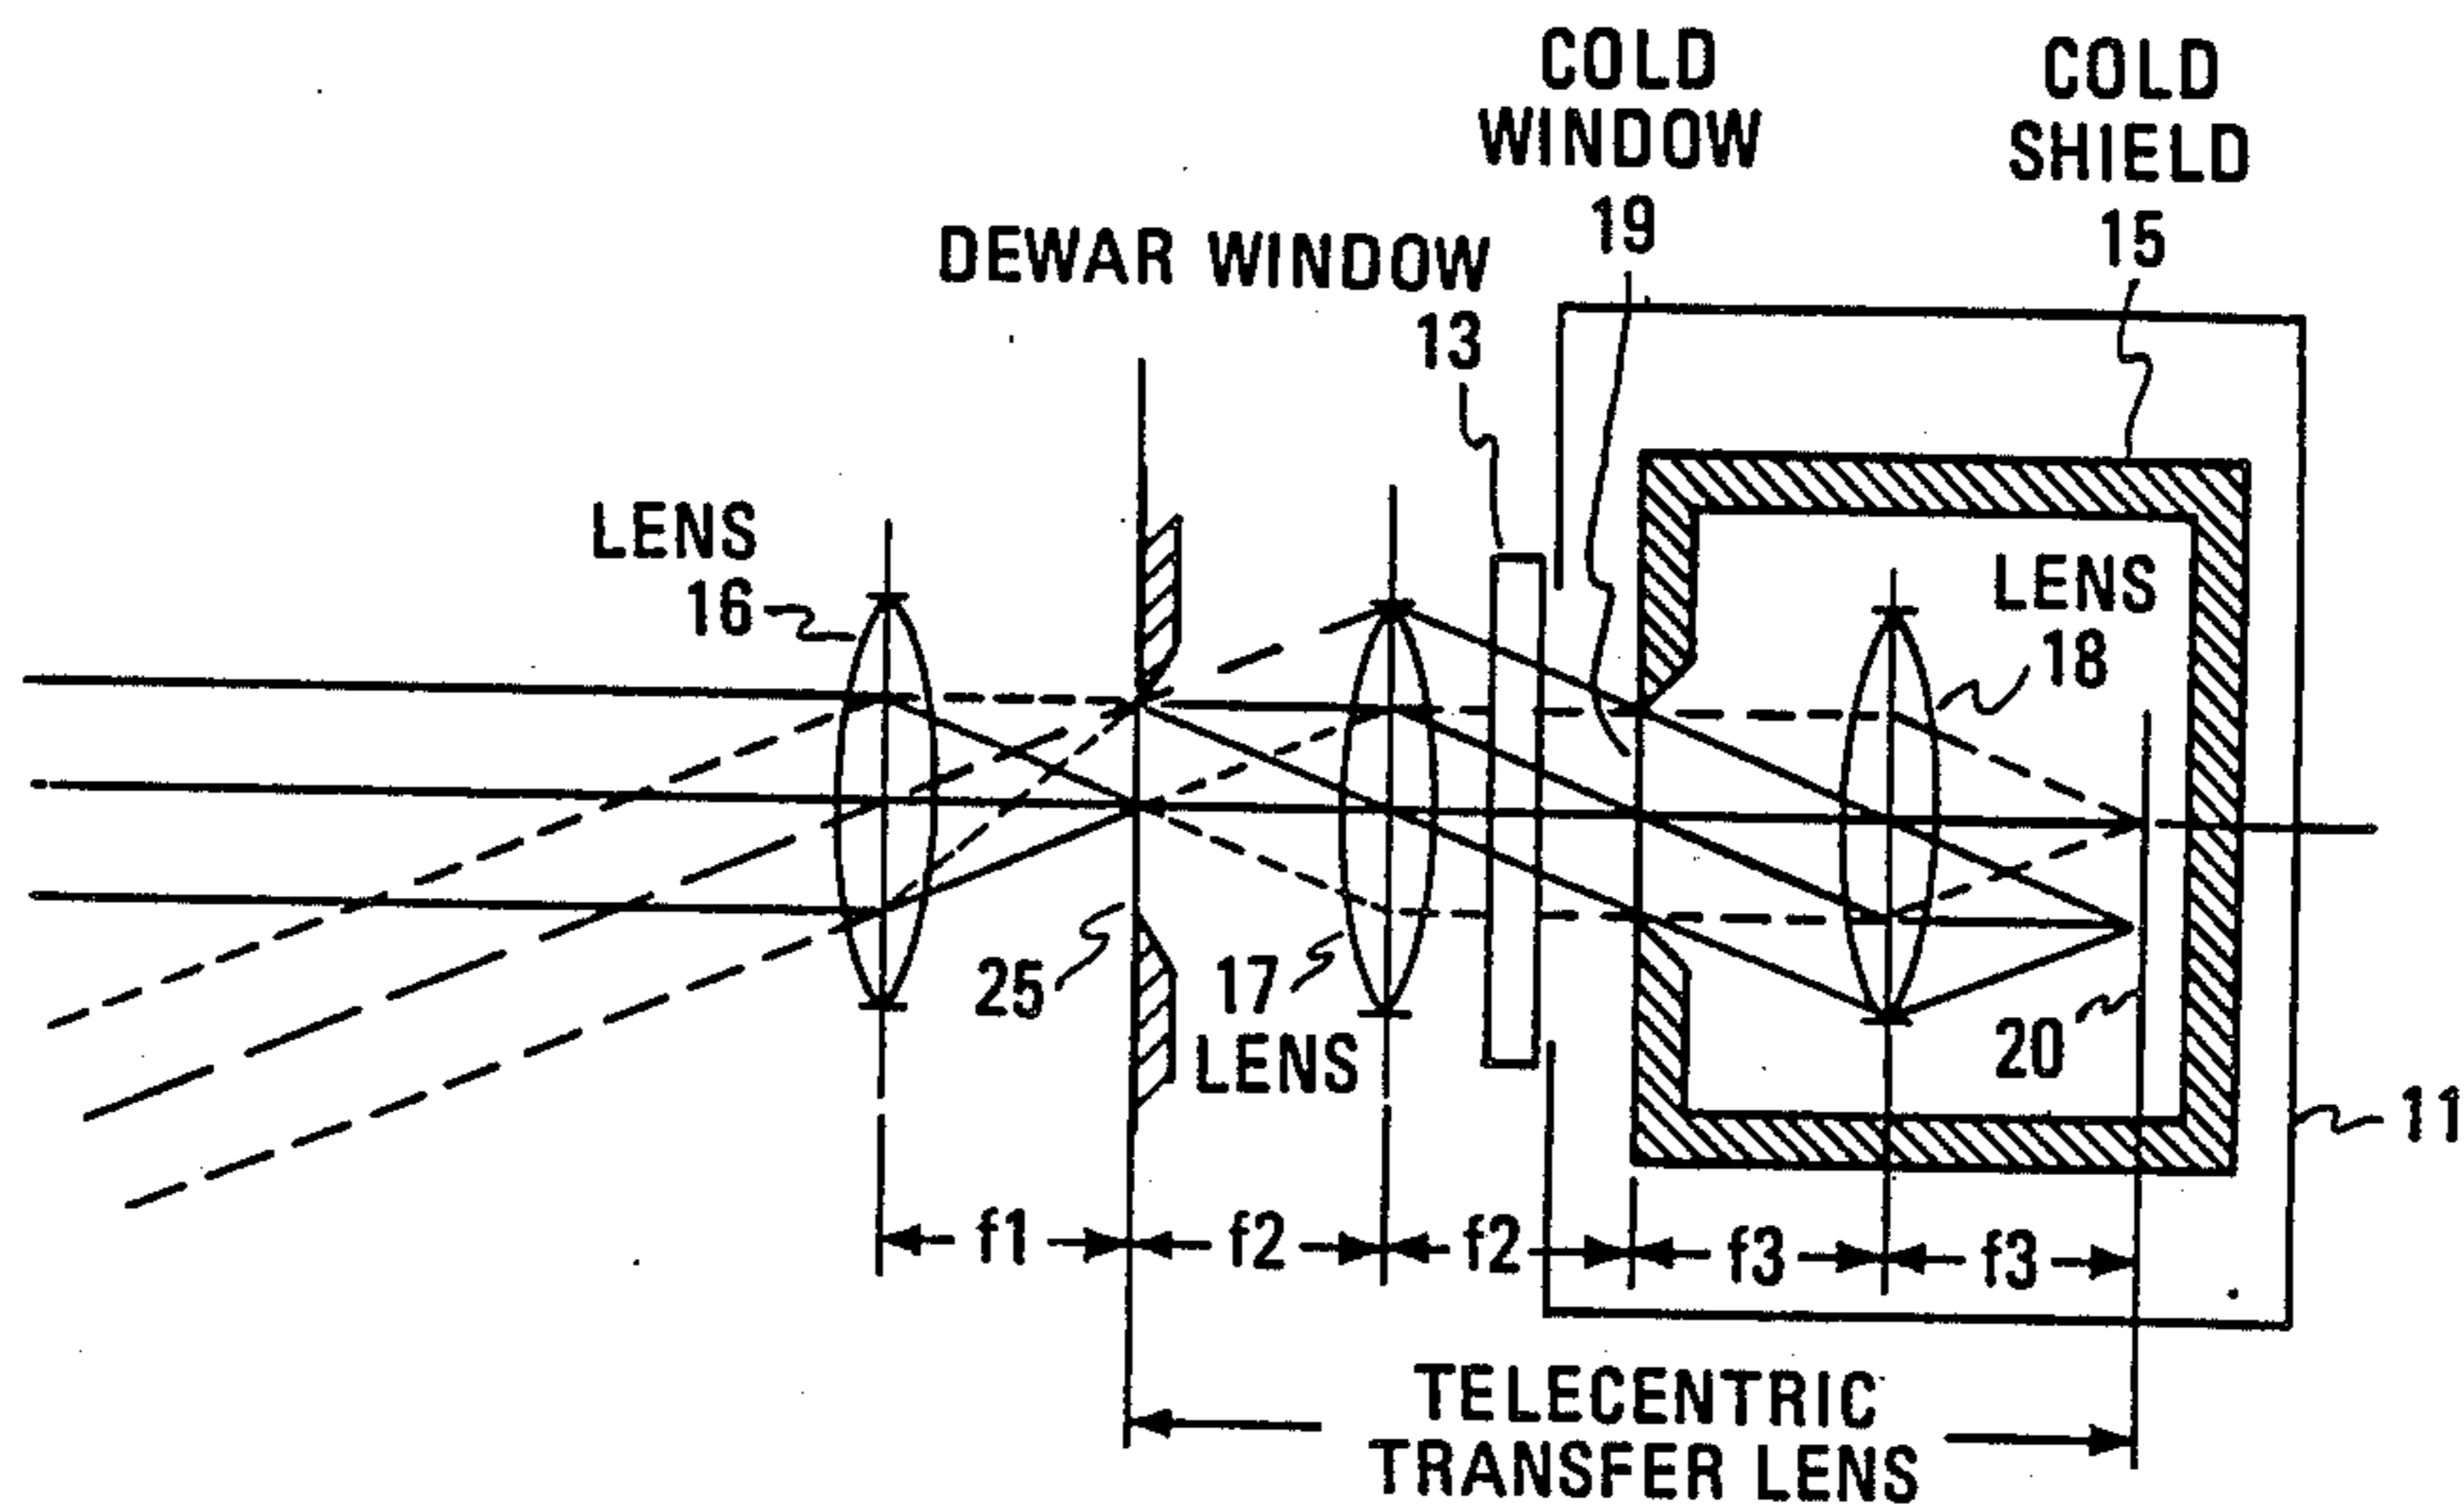 COLD
WINDOW
19
COLD
SHIELD
15
DEWAR WINDOW
13
LENS
16
LENS
18
25
17
LENS
20
11
f1
f2
f2
f3
f3
TELECENTRIC
TRANSFER LENS